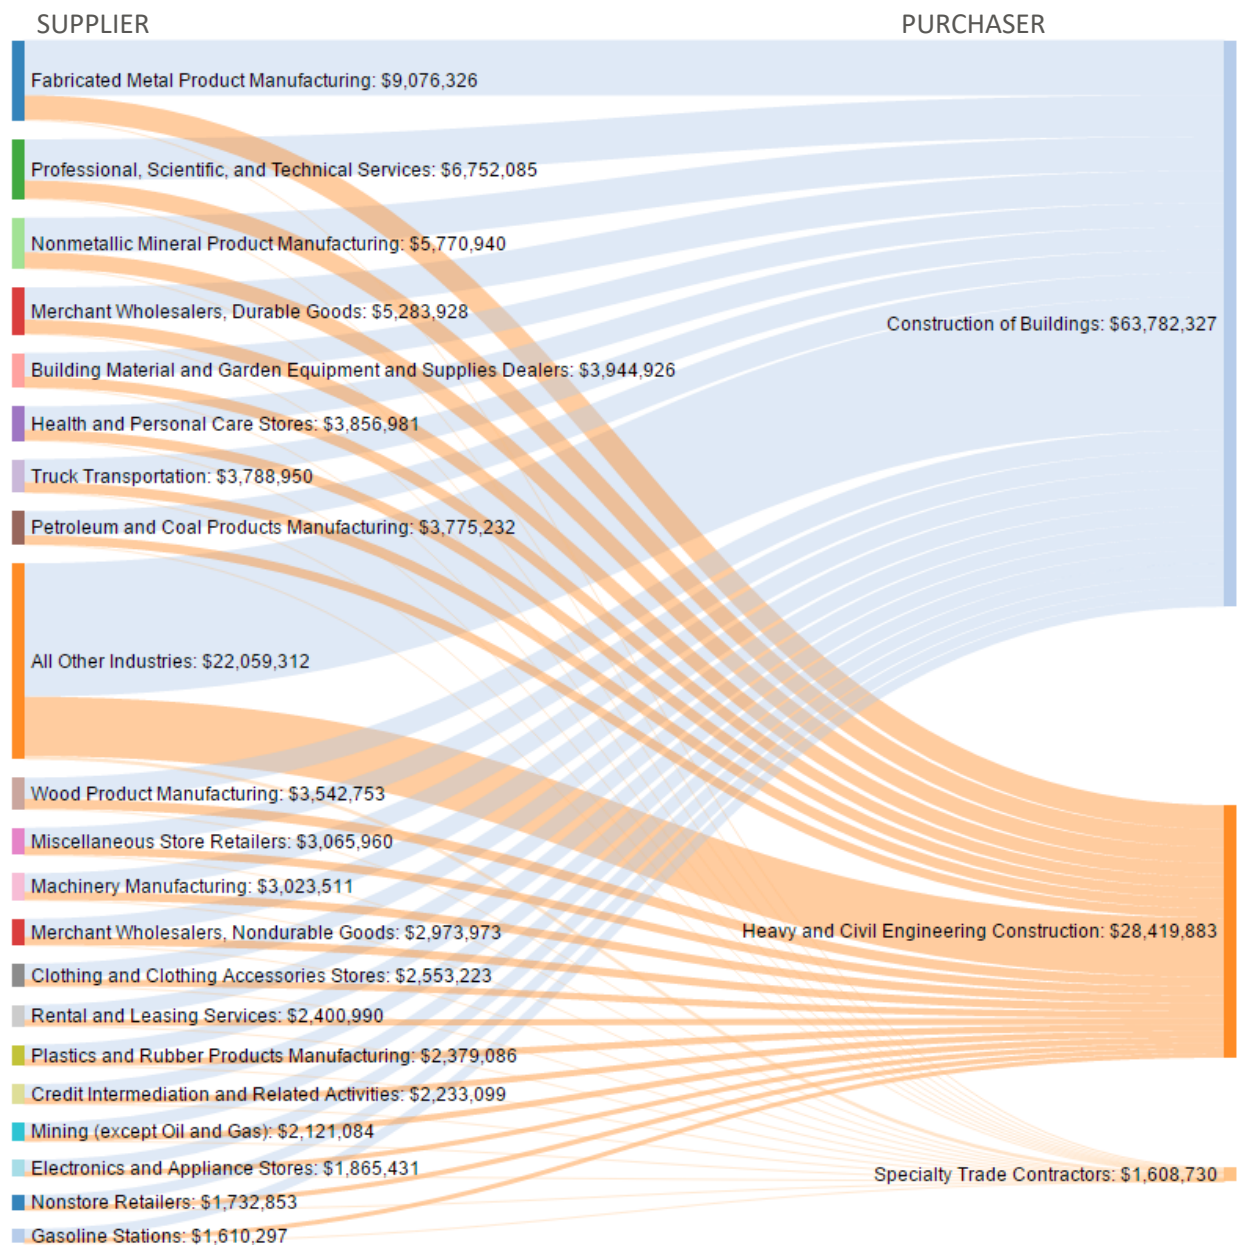 SUPPLIER
PURCHASER
Fabricated Metal Product Manufacturing: $9,076,326
Professional, Scientific, and Technical Services: $6,752,085
Nonmetallic Mineral Product Manufacturing: $5,770,940
Merchant Wholesalers, Durable Goods: $5,283,928
Construction of Buildings: $63,782,327
Building Material and Garden Equipment and Supplies Dealers: $3,944,926
Health and Personal Care Stores: $3,856,981
Truck Transportation: $3,788,950
Petroleum and Coal Products Manufacturing: $3,775,232
All Other Industries: $22,059,312
Wood Product Manufacturing: $3,542,753
Miscellaneous Store Retailers: $3,065,960
Machinery Manufacturing: $3,023,511
Merchant Wholesalers, Nondurable Goods: $2,973,973
Heavy and Civil Engineering Construction: $28,419,883
Clothing and Clothing Accessories Stores: $2,553,223
Rental and Leasing Services: $2,400,990
Plastics and Rubber Products Manufacturing: $2,379,086
Credit Intermediation and Related Activities: $2,233,099
Mining (except Oil and Gas): $2,121,084
Electronics and Appliance Stores: $1,865,431
Specialty Trade Contractors: $1,608,730
Nonstore Retailers: $1,732,853
Gasoline Stations: $1,610,297